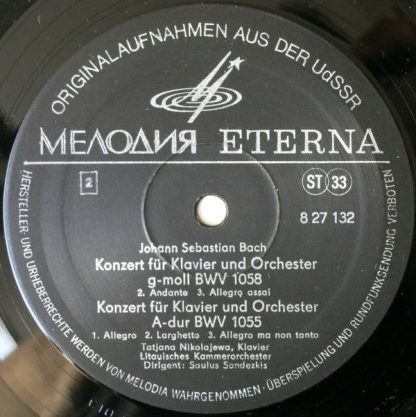 ORIGINALAUFNAHMEN AUS DER UdSSR
МЕЛОДИЯ ETERNA
2
ST 33
8 27 132
Johann Sebastian Bach
Konzert für Klavier und Orchester
g-moll BWV 1058
2. Andante 3. Allegro assai
Konzert für Klavier und Orchester
A-dur BWV 1055
1. Allegro 2. Larghetto 3. Allegro ma non tanto
Tatjana Nikolajewa, Klavier
Litauisches Kammerorchester
Dirigent: Saulus Sondezkis
HERSTELLER- UND URHEBERRECHTE WERDEN VON MELODIA WAHRGENOMMEN · ÜBERSPIELUNG UND RUNDFUNKSENDUNG VERBOTEN